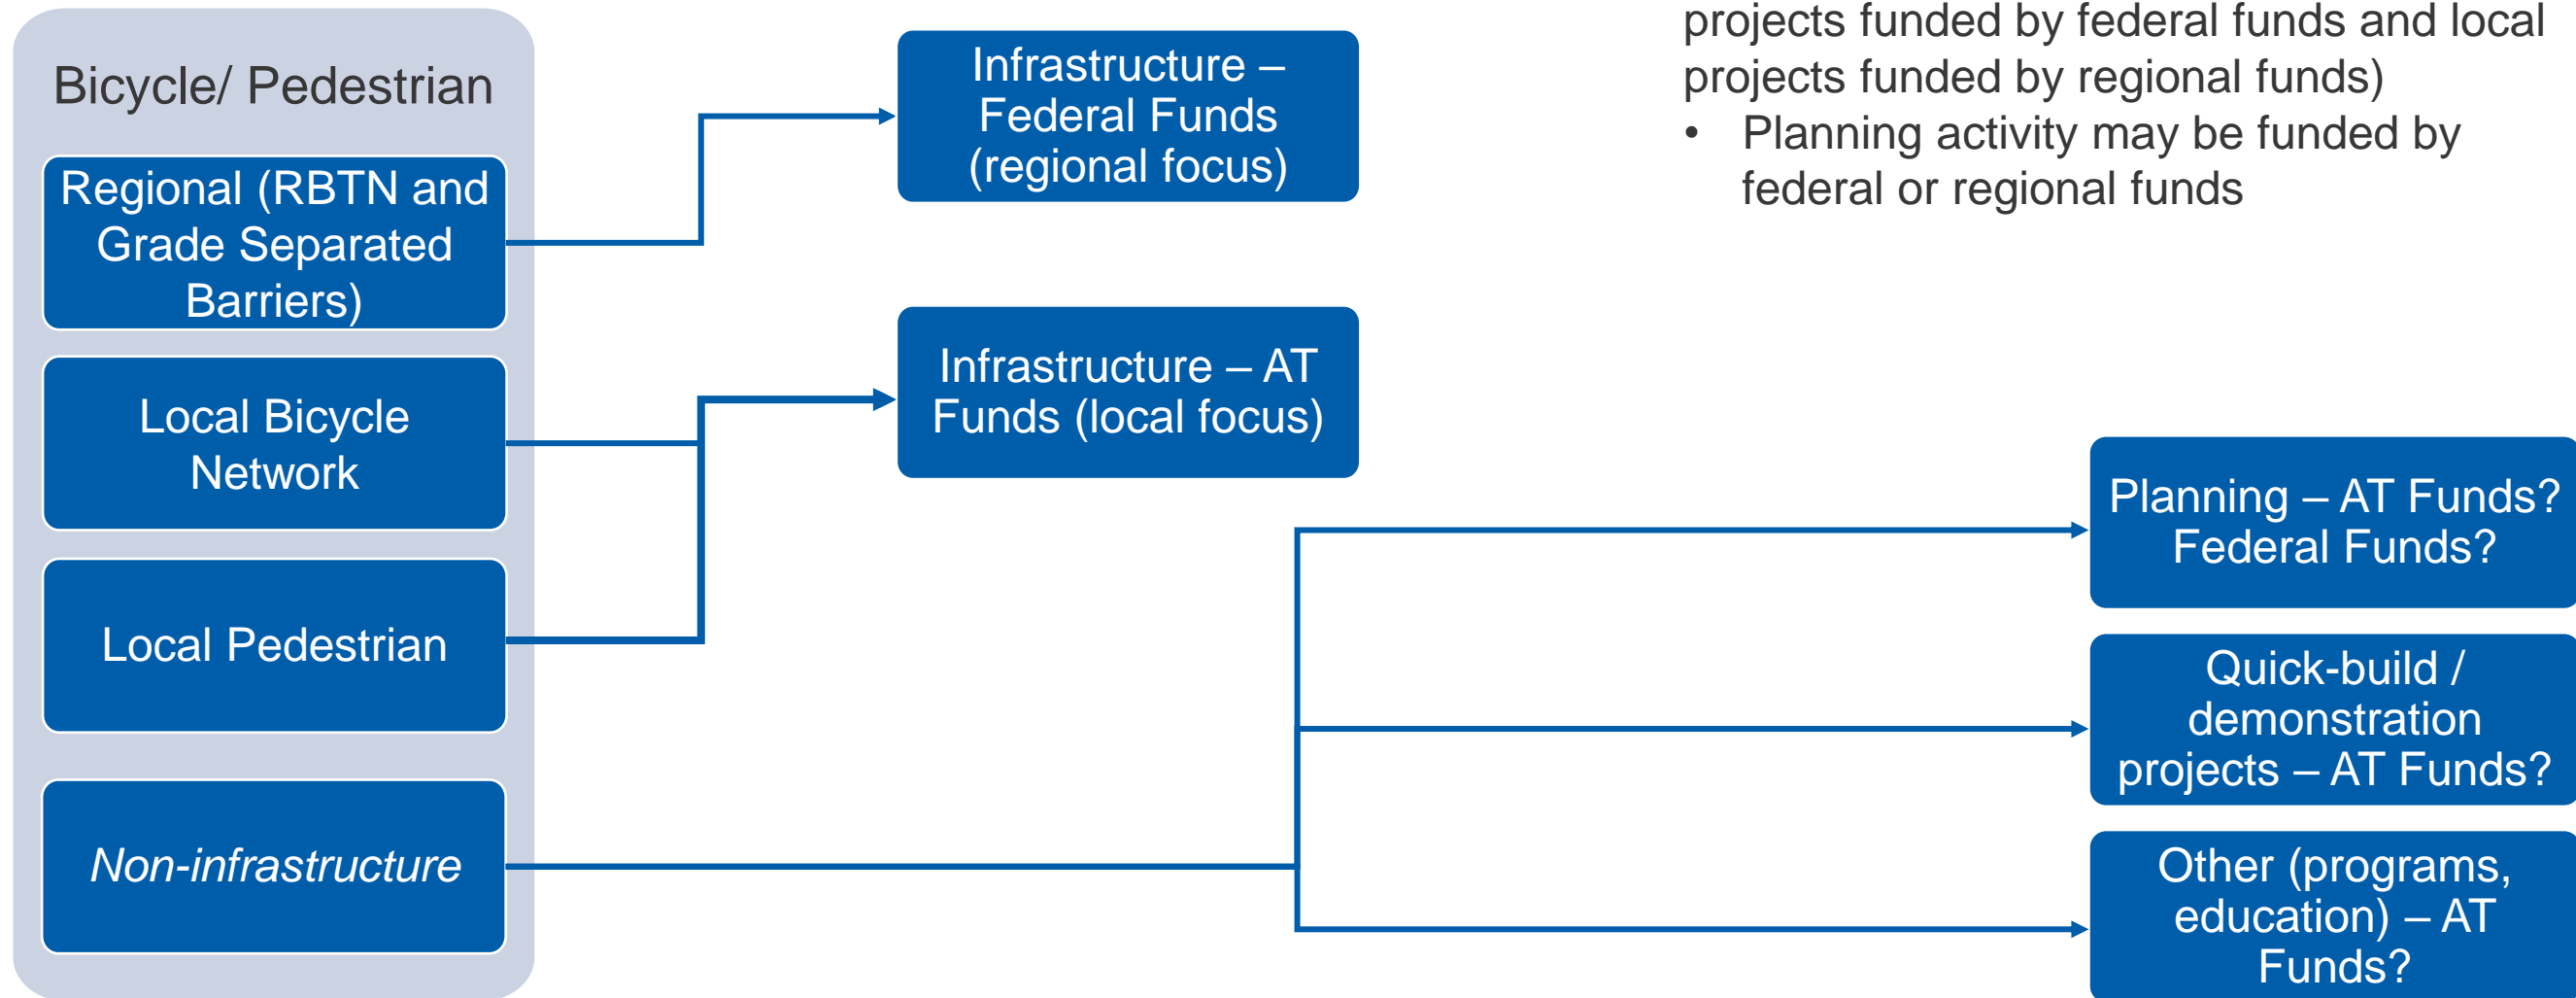 Bicycle/ Pedestrian
Regional (RBTN and
Grade Separated
Barriers)
Local Bicycle
Network
Local Pedestrian
Non-infrastructure
Infrastructure –
Federal Funds
(regional focus)
Infrastructure – AT
Funds (local focus)
projects funded by federal funds and local
projects funded by regional funds)
• Planning activity may be funded by
federal or regional funds
Planning – AT Funds?
Federal Funds?
Quick-build /
demonstration
projects – AT Funds?
Other (programs,
education) – AT
Funds?